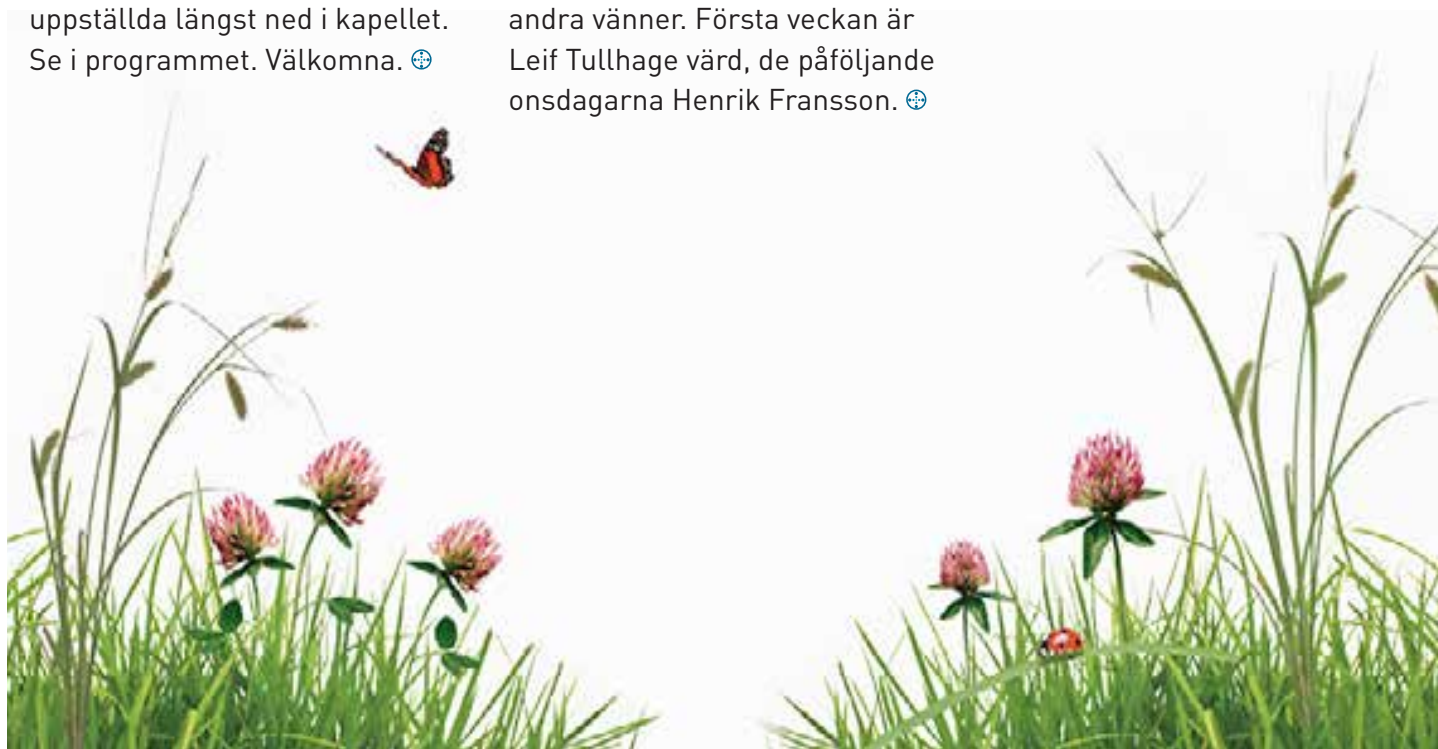 uppställda längst ned i kapellet.
Se i programmet. Välkomna.
andra vänner. Första veckan är
Leif Tullhage värd, de påföljande
onsdagarna Henrik Fransson.